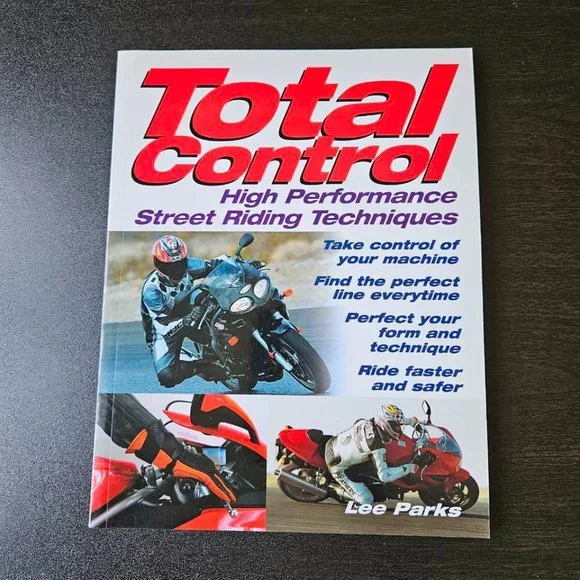 Total
Control
High Performance
Street Riding Techniques
Take control of
your machine
Find the perfect
line everytime
Perfect your
form and
technique
Ride faster
and safer
Lee Parks